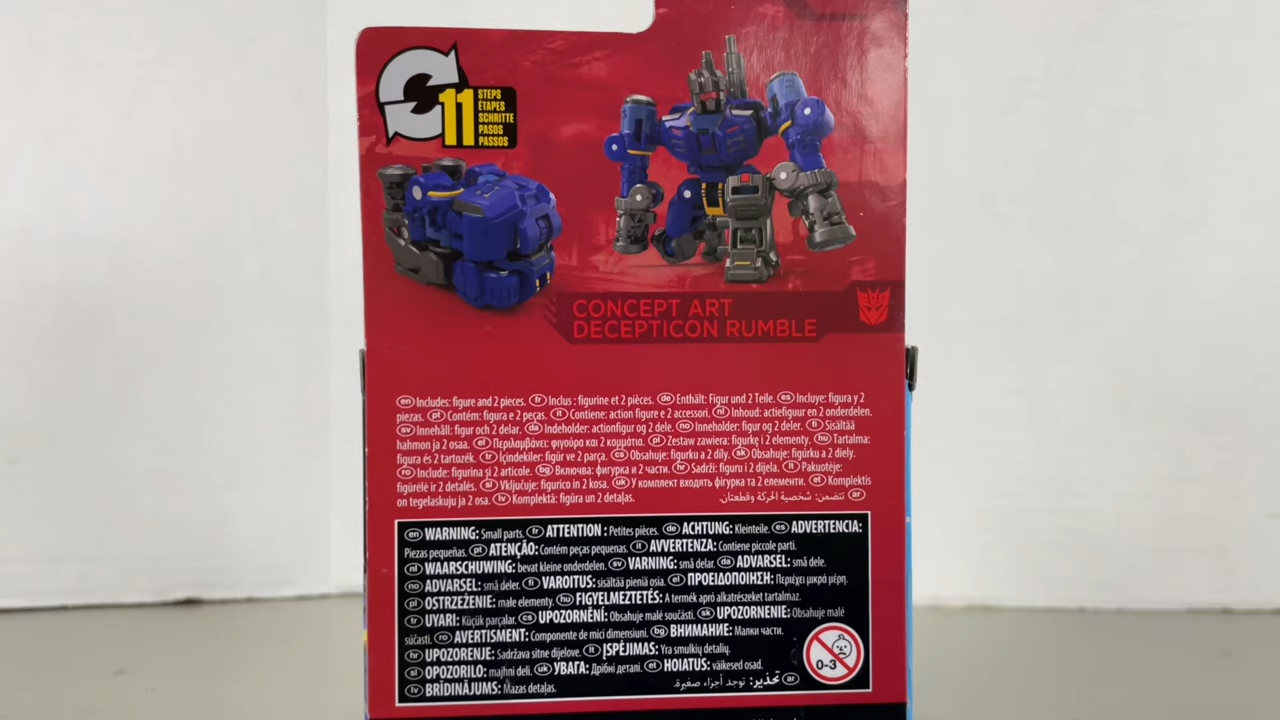 11
STEPS
ÉTAPES
SCHRITTE
PASOS
PASSOS
CONCEPT ART
DECEPTICON RUMBLE
en Includes: figure and 2 pieces. fr Inclus : figurine et 2 pièces. de Enthält: Figur und 2 Teile. es Incluye: figura y 2
piezas. pt Contém: figura e 2 peças. it Contiene: action figure e 2 accessori. nl Inhoud: actiefiguur en 2 onderdelen.
sv Innehåll: figur och 2 delar. da Indeholder: actionfigur og 2 dele. no Inneholder: figur og 2 deler. fi Sisältää
hahmon ja 2 osaa. el Περιλαμβάνει: φιγούρα και 2 κομμάτια. pl Zestaw zawiera: figurkę i 2 elementy. hu Tartalma:
figura és 2 tartozék. tr İçindekiler: figür ve 2 parça. cs Obsahuje: figurku a 2 díly. sk Obsahuje: figúrku a 2 diely.
ro Include: figurina și 2 articole. bg Включва: фигурка и 2 части. hr Sadrži: figuru i 2 dijela. lt Pakuotėje:
figūrėlė ir 2 detalės. sl Vključuje: figurico in 2 kosa. uk У комплект входять фігурка та 2 елементи. et Komplektis
on tegelaskuju ja 2 osa. lv Komplektā: figūra un 2 detaļas. ar تتضمن: شخصية الحركة وقطعتان.
en WARNING: Small parts. fr ATTENTION : Petites pièces. de ACHTUNG: Kleinteile. es ADVERTENCIA:
Piezas pequeñas. pt ATENÇÃO: Contém peças pequenas. it AVVERTENZA: Contiene piccole parti.
nl WAARSCHUWING: bevat kleine onderdelen. sv VARNING: små delar. da ADVARSEL: små dele.
no ADVARSEL: små deler. fi VAROITUS: sisältää pieniä osia. el ΠΡΟΕΙΔΟΠΟΙΗΣΗ: Περιέχει μικρά μέρη.
pl OSTRZEŻENIE: małe elementy. hu FIGYELMEZTETÉS: A termék apró alkatrészeket tartalmaz.
tr UYARI: Küçük parçalar. cs UPOZORNĚNÍ: Obsahuje malé součásti. sk UPOZORNENIE: Obsahuje malé
súčasti. ro AVERTISMENT: Componente de mici dimensiuni. bg ВНИМАНИЕ: Малки части.
hr UPOZORENJE: Sadržava sitne dijelove. lt ĮSPĖJIMAS: Yra smulkių detalių.
sl OPOZORILO: majhni deli. uk УВАГА: Дрібні деталі. et HOIATUS: väikesed osad.
lv BRĪDINĀJUMS: Mazas detaļas. ar تحذير: توجد أجزاء صغيرة.
0-3